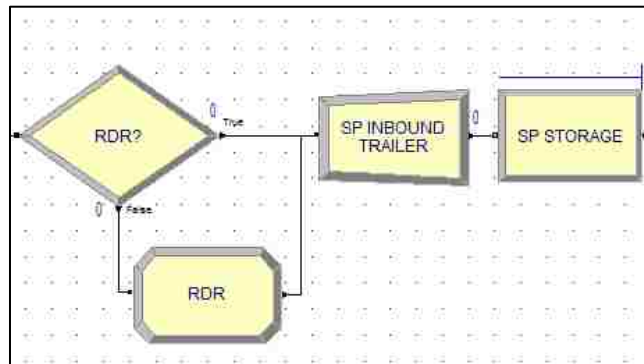 RDR?
0
True
0
False
RDR
SP INBOUND
TRAILER
0
SP STORAGE